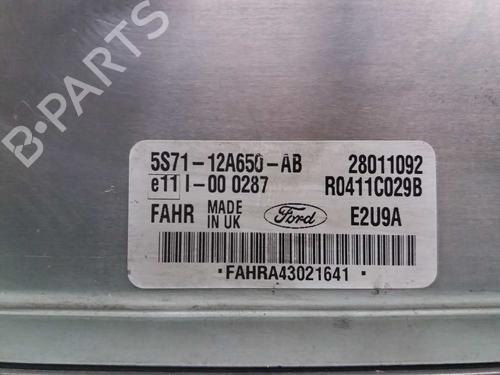 B-PARTS
5S71-12A650-AB 28011092
e11 I-00 0287 R0411C029B
FAHR MADE IN UK Ford E2U9A
•FAHRA43021641•